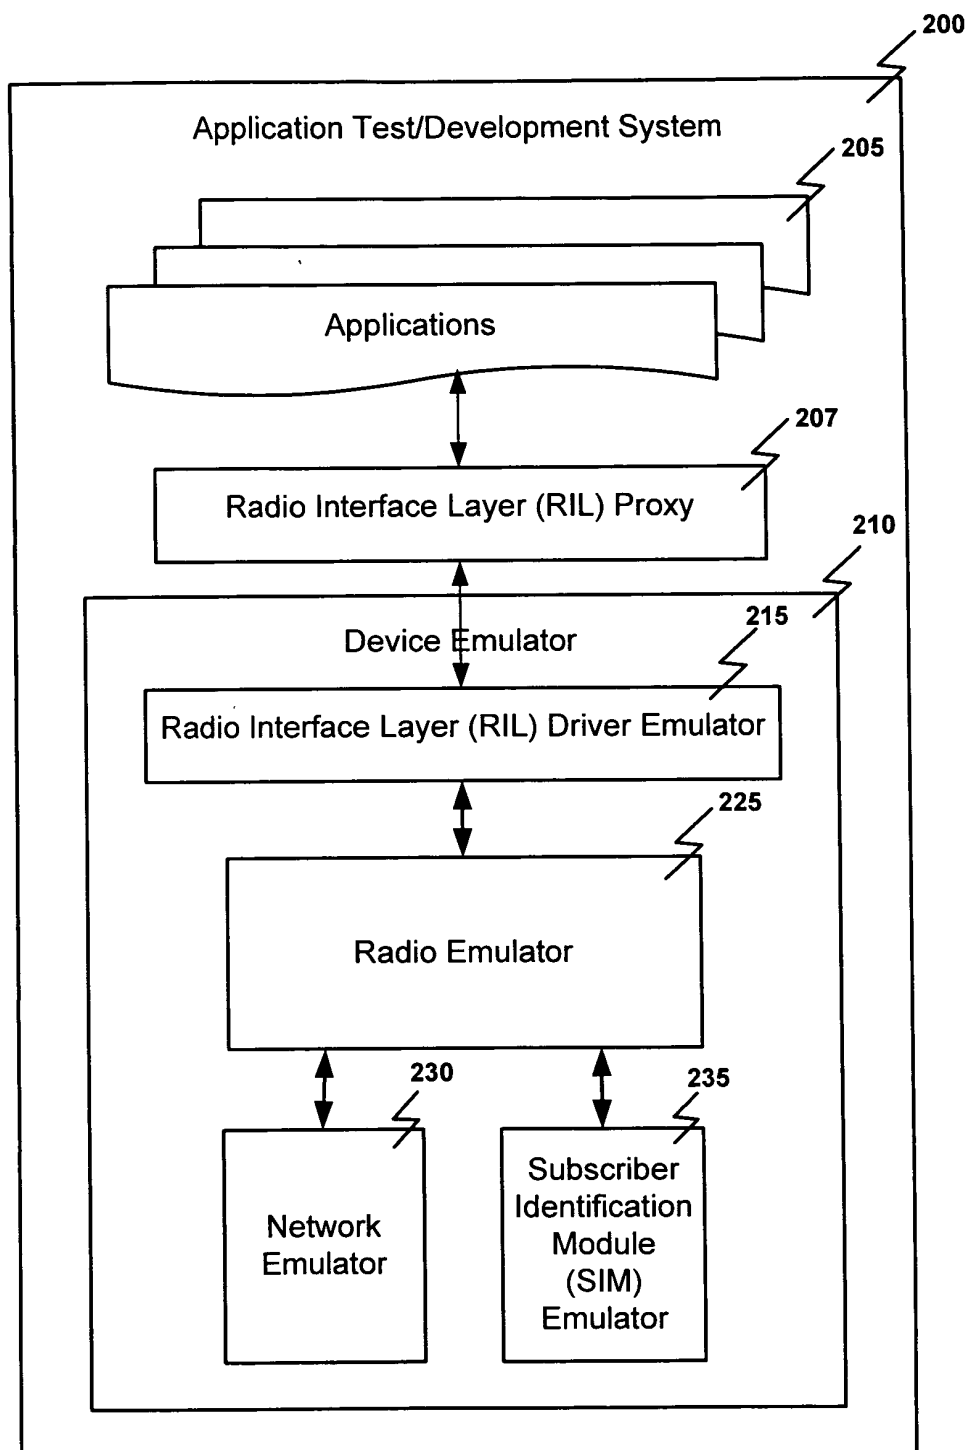 200
Application Test/Development System
205
Applications
207
Radio Interface Layer (RIL) Proxy
210
Device Emulator
215
Radio Interface Layer (RIL) Driver Emulator
225
Radio Emulator
230
235
Network
Emulator
Subscriber
Identification
Module
(SIM)
Emulator